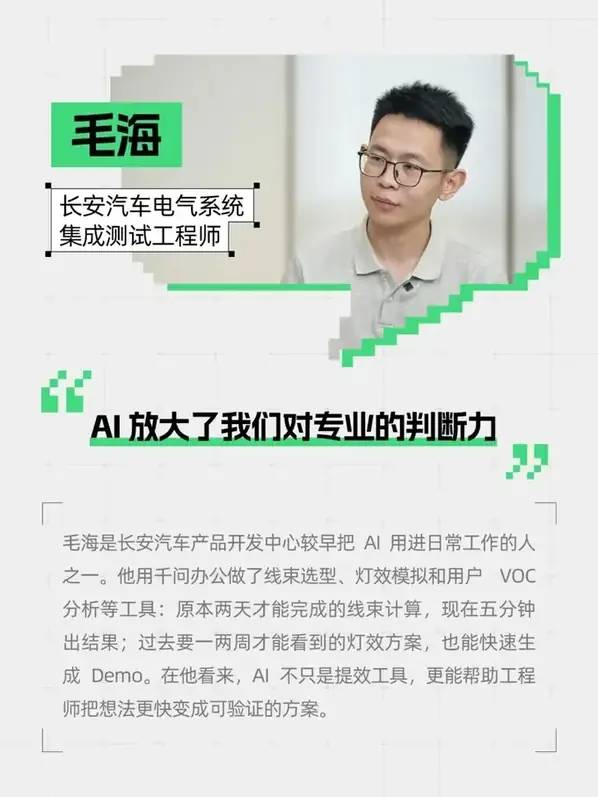 毛海
长安汽车电气系统
集成测试工程师
AI 放大了我们对专业的判断力
毛海是长安汽车产品开发中心较早把 AI 用进日常工作的人
之一。他用千问办公做了线束选型、灯效模拟和用户 VOC
分析等工具：原本两天才能完成的线束计算，现在五分钟
出结果；过去要一两周才能看到的灯效方案，也能快速生
成 Demo。在他看来，AI 不只是提效工具，更能帮助工程
师把想法更快变成可验证的方案。